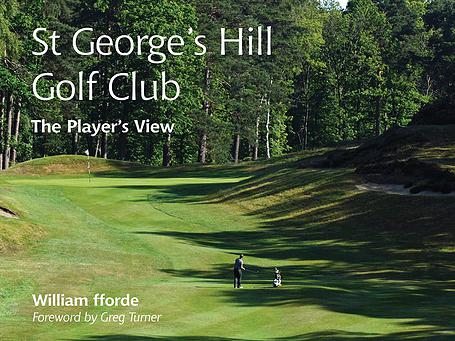 St George’s Hill
Golf Club
The Player’s View
William fforde
Foreword by Greg Turner